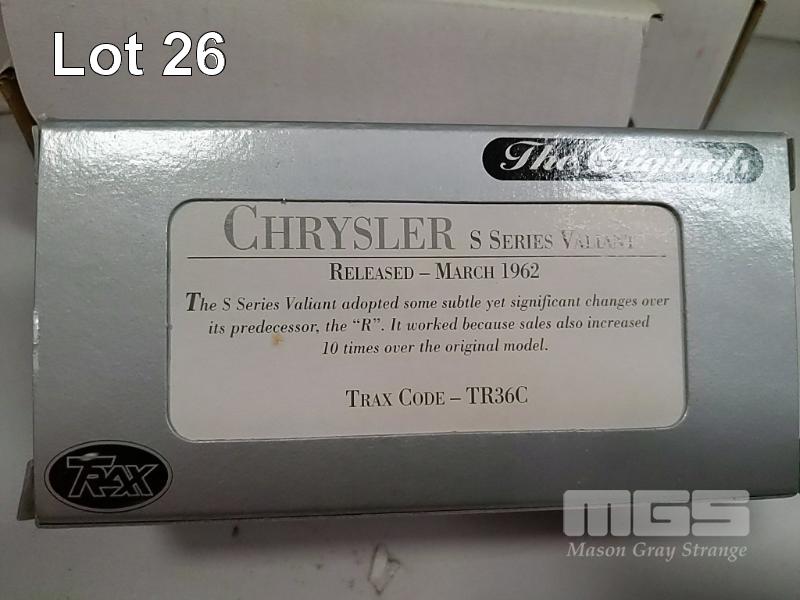 Lot 26
The Originals
CHRYSLER S SERIES VALIANT
RELEASED – MARCH 1962
The S Series Valiant adopted some subtle yet significant changes over
its predecessor, the “R”. It worked because sales also increased
10 times over the original model.
TRAX CODE – TR36C
TRAX
MGS
Mason Gray Strange